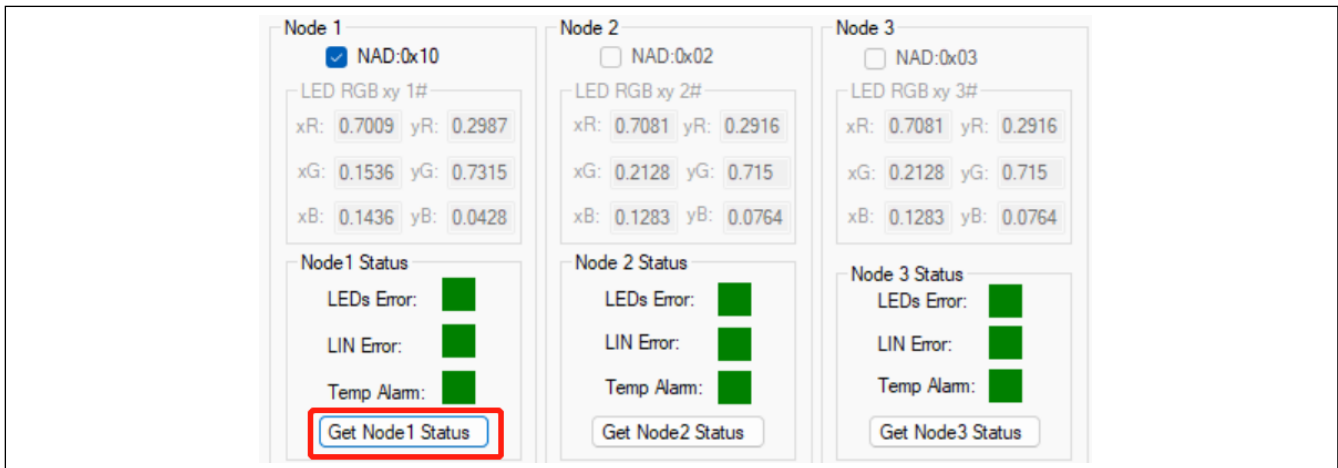 Node 1
NAD:0x10
LED RGB xy 1#
xR: 0.7009 yR: 0.2987
xG: 0.1536 yG: 0.7315
xB: 0.1436 yB: 0.0428
Node1 Status
LEDs Error:
LIN Error:
Temp Alarm:
Get Node1 Status
Node 2
NAD:0x02
LED RGB xy 2#
xR: 0.7081 yR: 0.2916
xG: 0.2128 yG: 0.715
xB: 0.1283 yB: 0.0764
Node 2 Status
LEDs Error:
LIN Error:
Temp Alarm:
Get Node2 Status
Node 3
NAD:0x03
LED RGB xy 3#
xR: 0.7081 yR: 0.2916
xG: 0.2128 yG: 0.715
xB: 0.1283 yB: 0.0764
Node 3 Status
LEDs Error:
LIN Error:
Temp Alarm:
Get Node3 Status